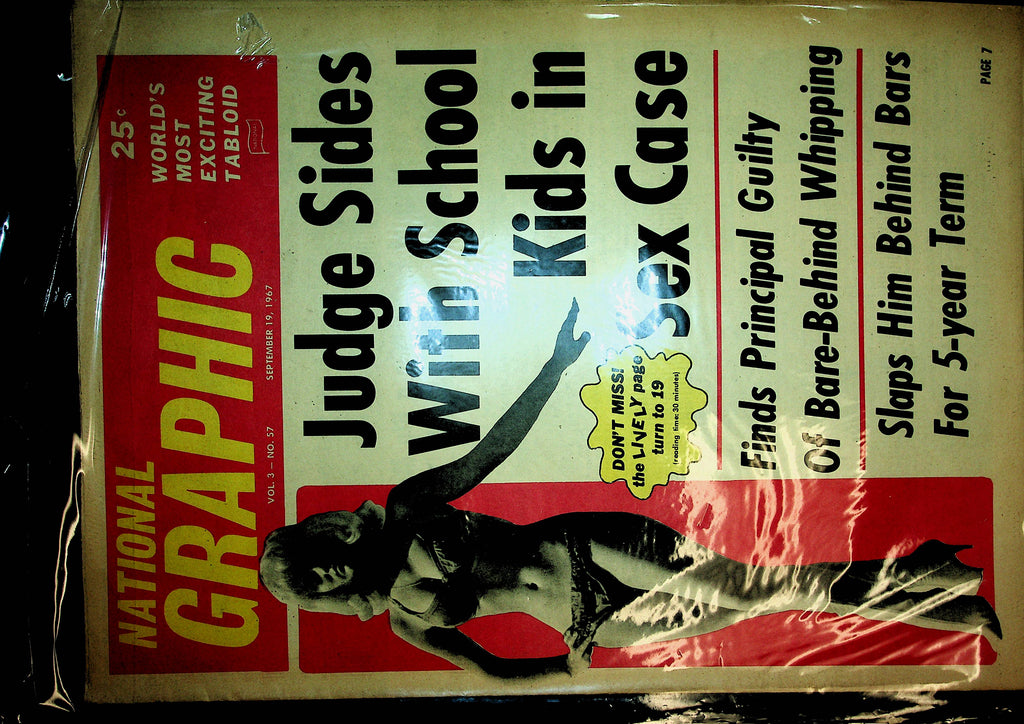 NATIONAL
GRAPHIC
25¢
WORLD'S
MOST
EXCITING
TABLOID
VOL. 3 — NO. 57
SEPTEMBER 19, 1967
Judge Sides
With School
Kids in
Sex Case
DON'T MISS!
the LIVELY page
turn to 19
(reading time: 30 minutes)
Finds Principal Guilty
Of Bare-Behind Whipping
Slaps Him Behind Bars
For 5-year Term
PAGE 7